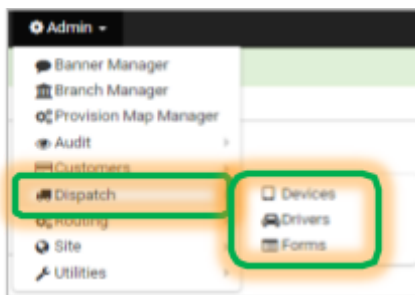 Admin
Banner Manager
Branch Manager
Provision Map Manager
Audit
Customers
Dispatch
Routing
Site
Utilities
Devices
Drivers
Forms